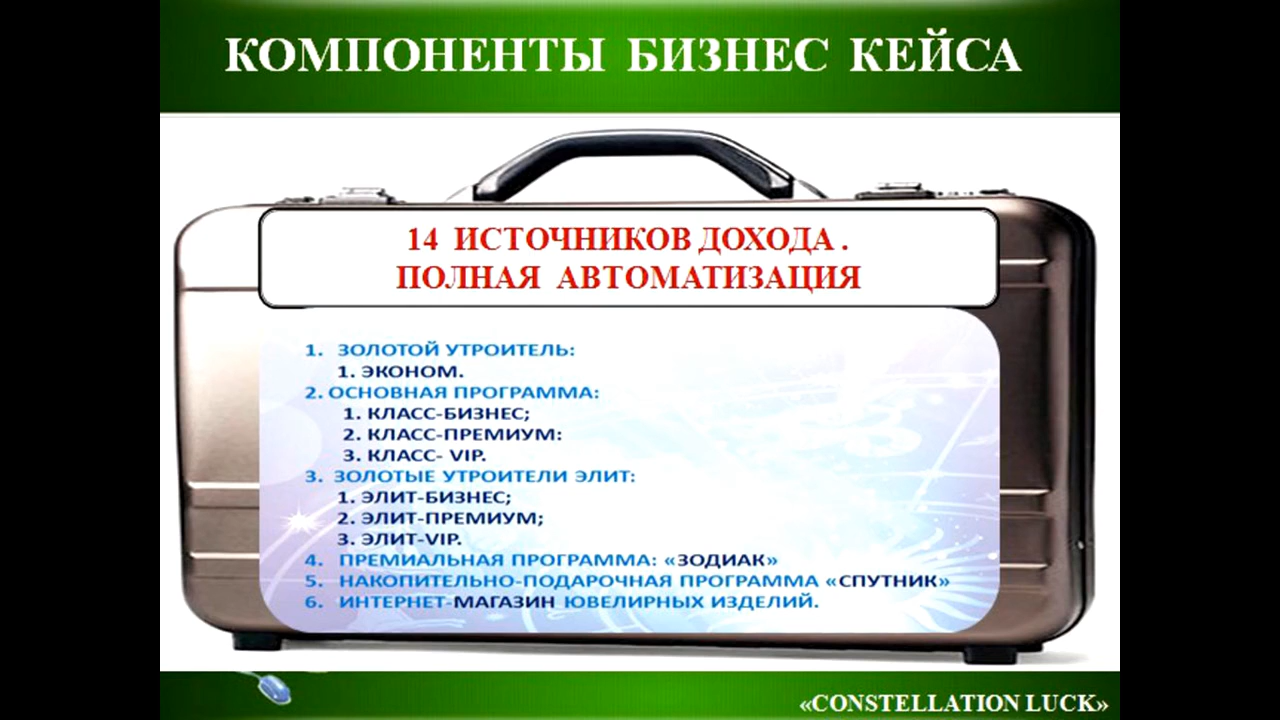 КОМПОНЕНТЫ БИЗНЕС КЕЙСА
14 ИСТОЧНИКОВ ДОХОДА .
ПОЛНАЯ АВТОМАТИЗАЦИЯ
1. ЗОЛОТОЙ УТРОИТЕЛЬ:
1. ЭКОНОМ.
2. ОСНОВНАЯ ПРОГРАММА:
1. КЛАСС-БИЗНЕС;
2. КЛАСС-ПРЕМИУМ:
3. КЛАСС- VIP.
3. ЗОЛОТЫЕ УТРОИТЕЛИ ЭЛИТ:
1. ЭЛИТ-БИЗНЕС;
2. ЭЛИТ-ПРЕМИУМ;
3. ЭЛИТ-VIP.
4. ПРЕМИАЛЬНАЯ ПРОГРАММА: «ЗОДИАК»
5. НАКОПИТЕЛЬНО-ПОДАРОЧНАЯ ПРОГРАММА «СПУТНИК»
6. ИНТЕРНЕТ-МАГАЗИН ЮВЕЛИРНЫХ ИЗДЕЛИЙ.
«CONSTELLATION LUCK»